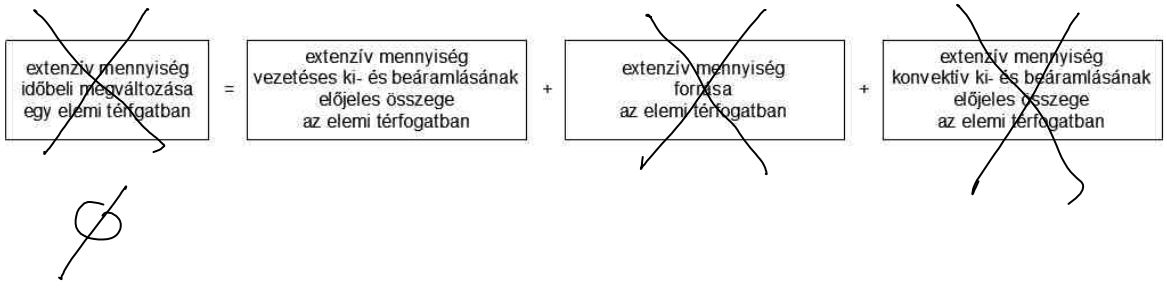 extenzív mennyiség
időbeli megváltozása
egy elemi térfgatban
=
extenzív mennyiség
vezetéses ki- és beáramlásának
előjeles összege
az elemi térfogatban
+
extenzív mennyiség
forrása
az elemi térfogatban
+
extenzív mennyiség
konvektív ki- és beáramlásának
előjeles összege
az elemi térfogatban